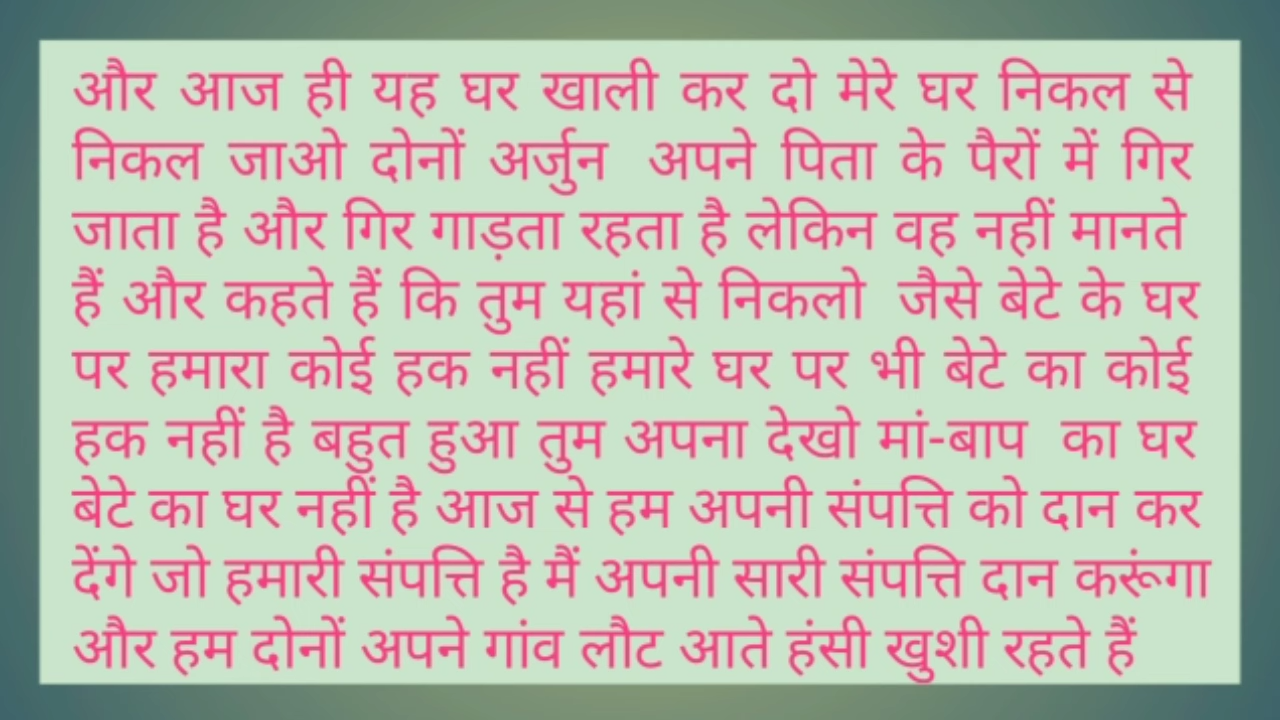 और आज ही यह घर खाली कर दो मेरे घर निकल से
निकल जाओ दोनों अर्जुन अपने पिता के पैरों में गिर
जाता है और गिर गाड़ता रहता है लेकिन वह नहीं मानते
हैं और कहते हैं कि तुम यहां से निकलो जैसे बेटे के घर
पर हमारा कोई हक नहीं हमारे घर पर भी बेटे का कोई
हक नहीं है बहुत हुआ तुम अपना देखो मां-बाप का घर
बेटे का घर नहीं है आज से हम अपनी संपत्ति को दान कर
देंगे जो हमारी संपत्ति है मैं अपनी सारी संपत्ति दान करूंगा
और हम दोनों अपने गांव लौट आते हंसी खुशी रहते हैं